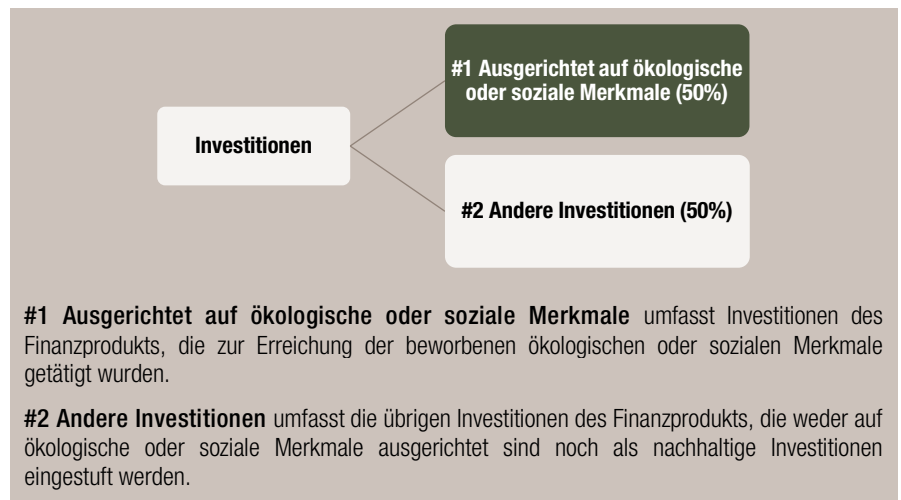 #1 Ausgerichtet auf ökologische
oder soziale Merkmale (50%)
Investitionen
#2 Andere Investitionen (50%)
#1 Ausgerichtet auf ökologische oder soziale Merkmale umfasst Investitionen des
Finanzprodukts, die zur Erreichung der beworbenen ökologischen oder sozialen Merkmale
getätigt wurden.
#2 Andere Investitionen umfasst die übrigen Investitionen des Finanzprodukts, die weder auf
ökologische oder soziale Merkmale ausgerichtet sind noch als nachhaltige Investitionen
eingestuft werden.